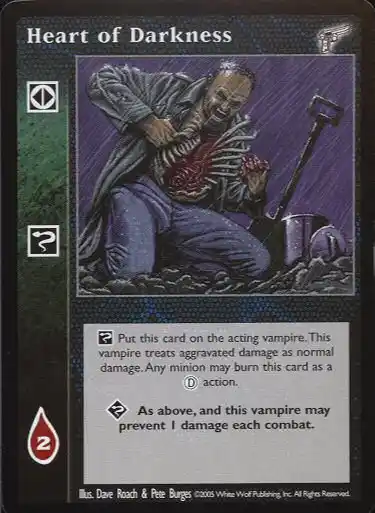 Heart of Darkness
Put this card on the acting vampire. This
vampire treats aggravated damage as normal
damage. Any minion may burn this card as a
D action.
As above, and this vampire may
prevent 1 damage each combat.
2
Illus. Dave Roach & Pete Burges ©2005 White Wolf Publishing, Inc. All Rights Reserved.